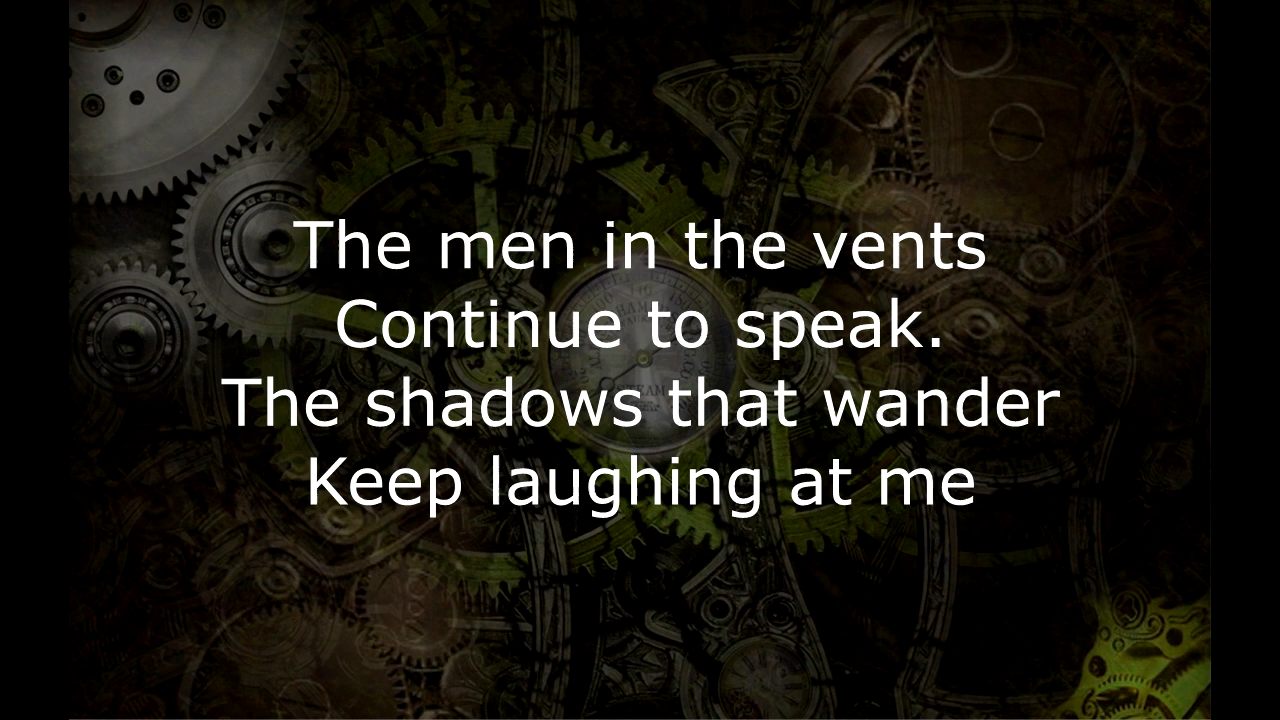 The men in the vents
Continue to speak.
The shadows that wander
Keep laughing at me